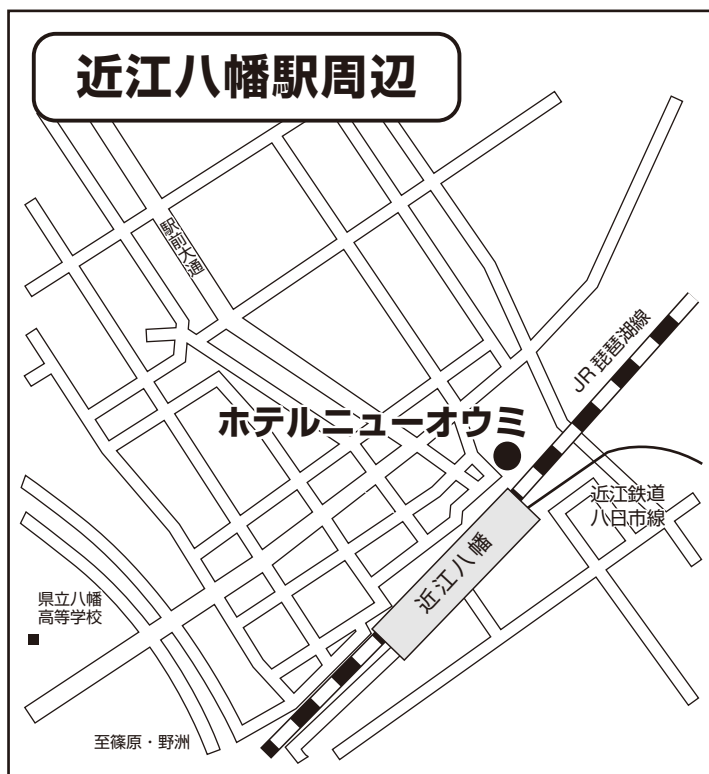 近江八幡駅周辺
駅前大通
JR 琵琶湖線
ホテルニューオウミ
近江鉄道
八日市線
近江八幡
県立八幡
高等学校
至篠原・野洲